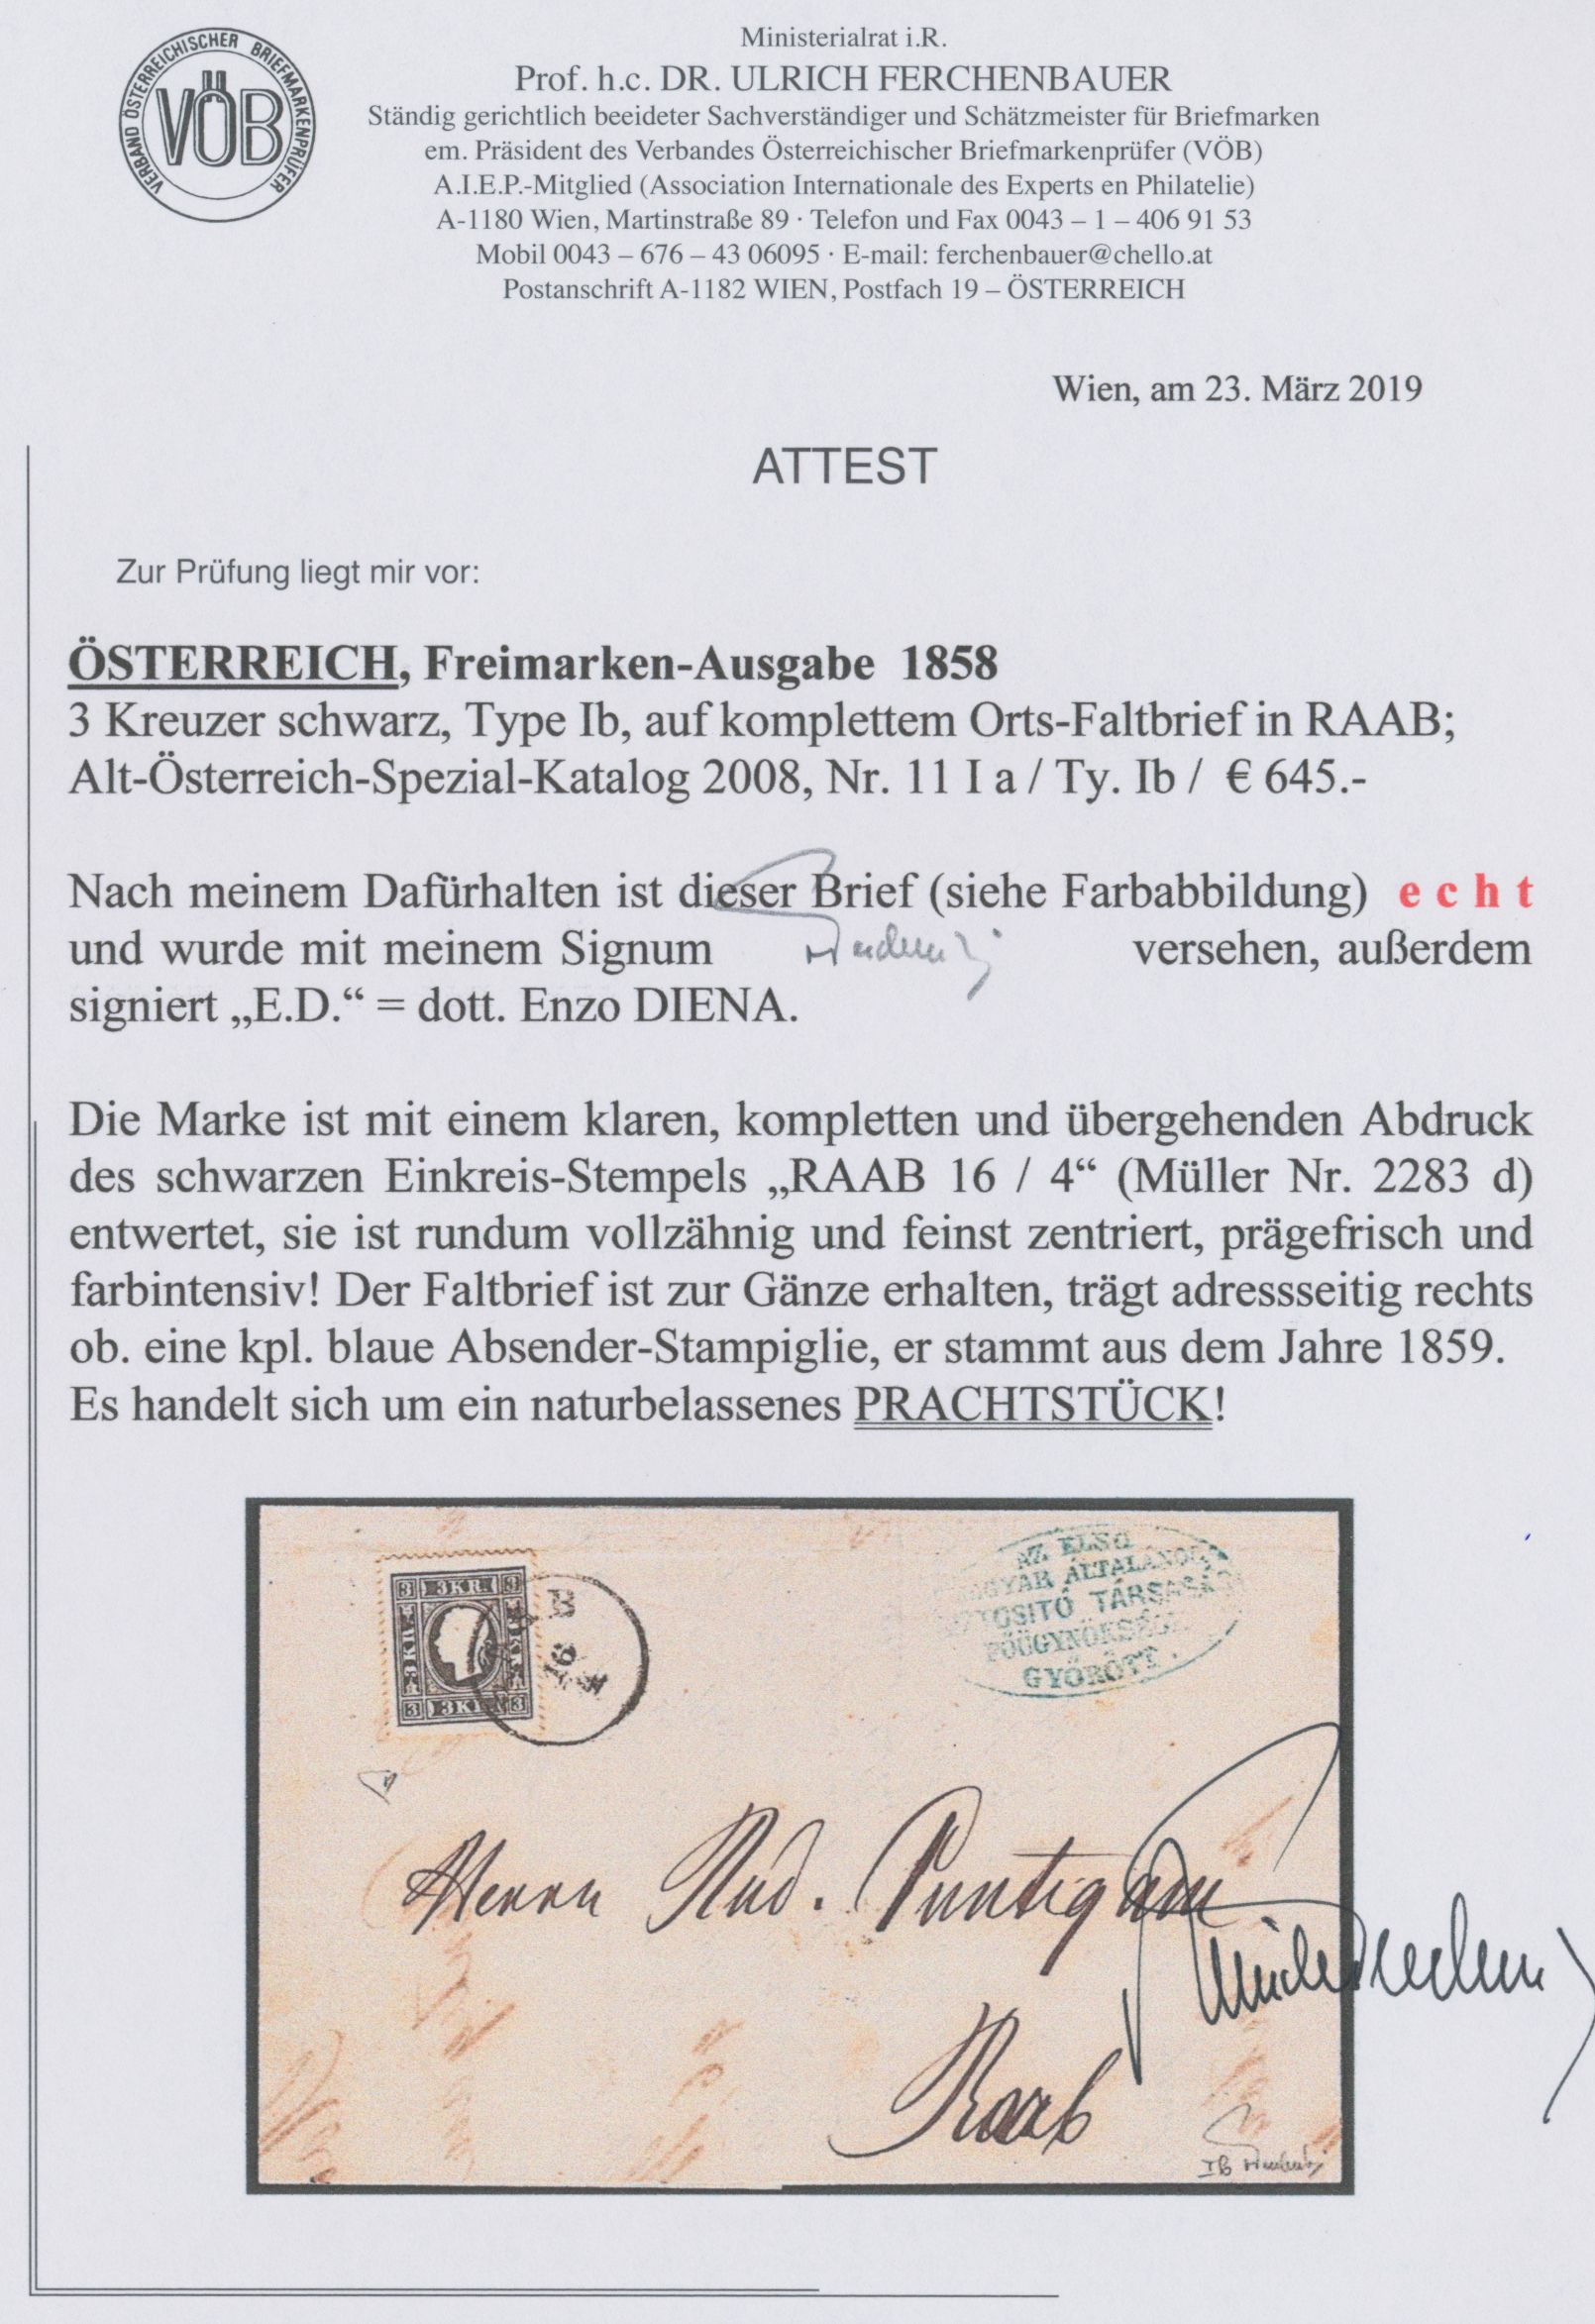 VERBAND ÖSTERREICHISCHER BRIEFMARKENPRÜFER
VÖB
Ministerialrat i.R.
Prof. h.c. DR. ULRICH FERCHENBAUER
Ständig gerichtlich beeideter Sachverständiger und Schätzmeister für Briefmarken
em. Präsident des Verbandes Österreichischer Briefmarkenprüfer (VÖB)
A.I.E.P.-Mitglied (Association Internationale des Experts en Philatelie)
A-1180 Wien, Martinstraße 89 · Telefon und Fax 0043 – 1 – 406 91 53
Mobil 0043 – 676 – 43 06095 · E-mail: ferchenbauer@chello.at
Postanschrift A-1182 WIEN, Postfach 19 – ÖSTERREICH
Wien, am 23. März 2019
ATTEST
Zur Prüfung liegt mir vor:
ÖSTERREICH, Freimarken-Ausgabe 1858
3 Kreuzer schwarz, Type Ib, auf komplettem Orts-Faltbrief in RAAB;
Alt-Österreich-Spezial-Katalog 2008, Nr. 11 I a / Ty. Ib / € 645.-
Nach meinem Dafürhalten ist dieser Brief (siehe Farbabbildung) e c h t
und wurde mit meinem Signum versehen, außerdem
signiert „E.D.“ = dott. Enzo DIENA.
Die Marke ist mit einem klaren, kompletten und übergehenden Abdruck
des schwarzen Einkreis-Stempels „RAAB 16 / 4“ (Müller Nr. 2283 d)
entwertet, sie ist rundum vollzähnig und feinst zentriert, prägefrisch und
farbintensiv! Der Faltbrief ist zur Gänze erhalten, trägt adressseitig rechts
ob. eine kpl. blaue Absender-Stampiglie, er stammt aus dem Jahre 1859.
Es handelt sich um ein naturbelassenes PRACHTSTÜCK!
3 3KR 3
3 3KR 3
16
AZ ELSŐ
ÁLTALÁNOS
TÁRSASÁG
GYŐRÖTT.
Herrn Rud. Puntigam
Raab
IB